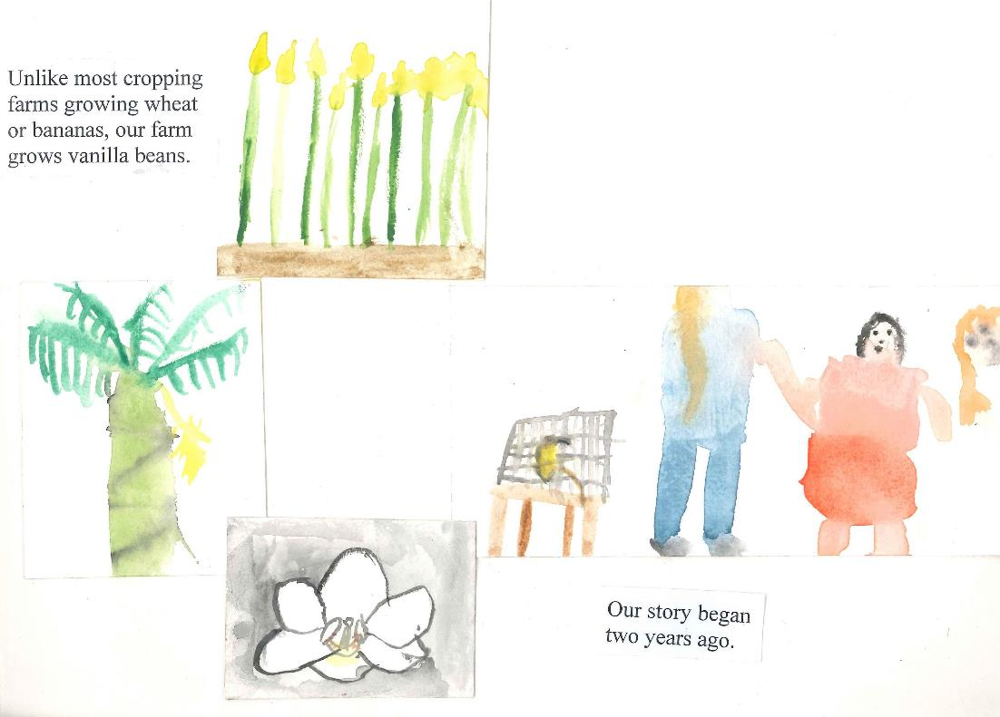 Unlike most cropping
farms growing wheat
or bananas, our farm
grows vanilla beans.
Our story began
two years ago.